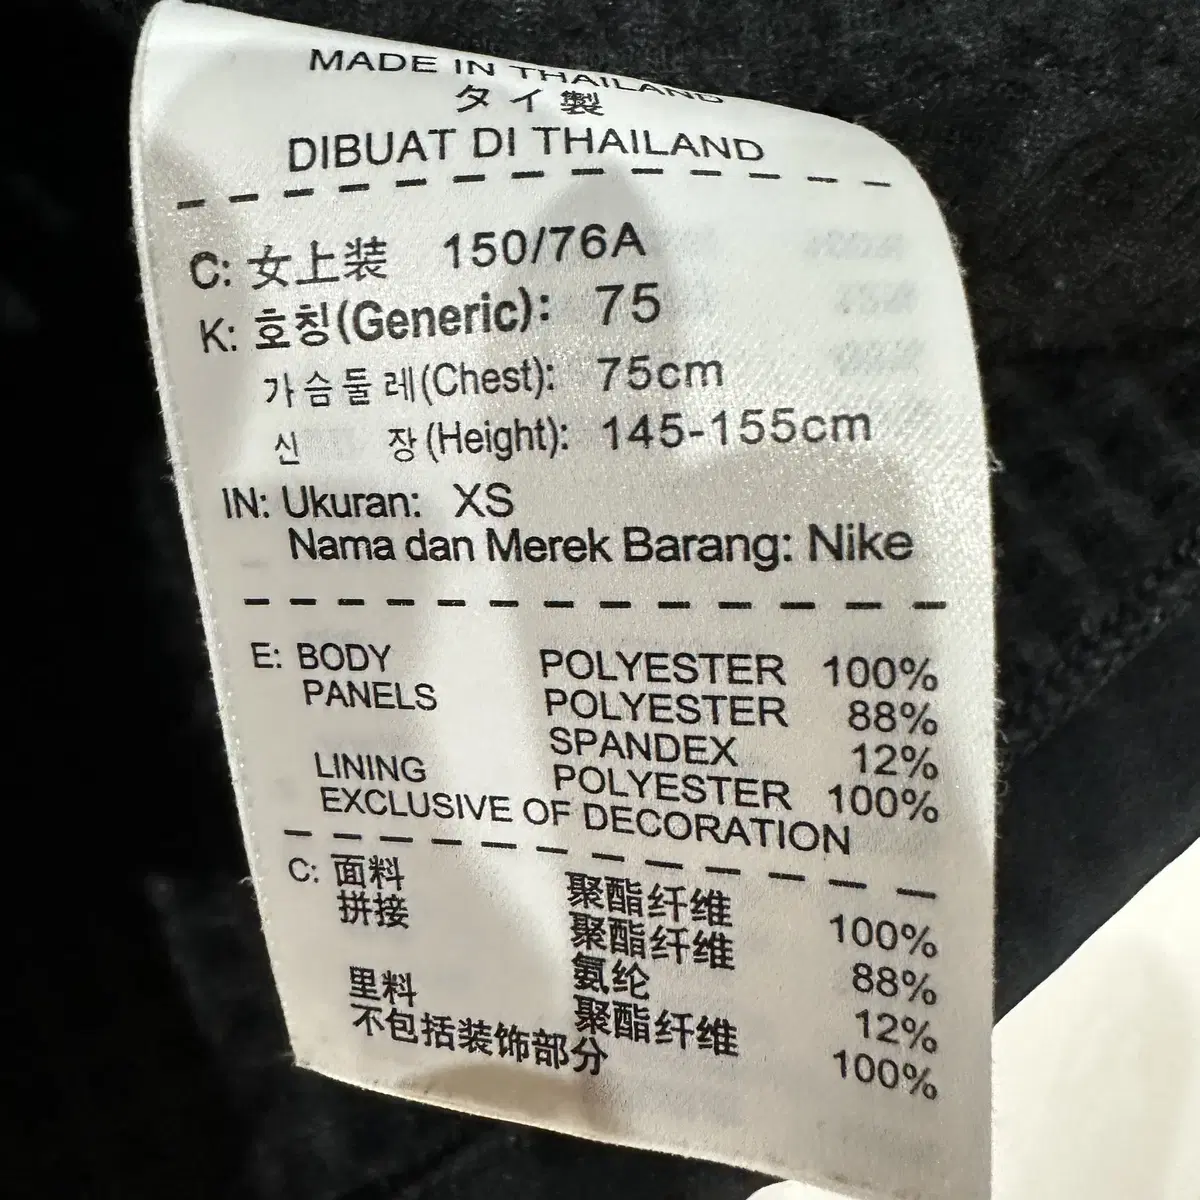 MADE IN THAILAND
タイ製
DIBUAT DI THAILAND
C: 女上装 150/76A
K: 호칭(Generic): 75
가슴둘레(Chest): 75cm
신 장(Height): 145-155cm
IN: Ukuran: XS
Nama dan Merek Barang: Nike
E: BODY POLYESTER 100%
PANELS POLYESTER 88%
SPANDEX 12%
LINING POLYESTER 100%
EXCLUSIVE OF DECORATION
C: 面料 聚酯纤维 100%
拼接 聚酯纤维 88%
氨纶 12%
里料 聚酯纤维 100%
不包括装饰部分